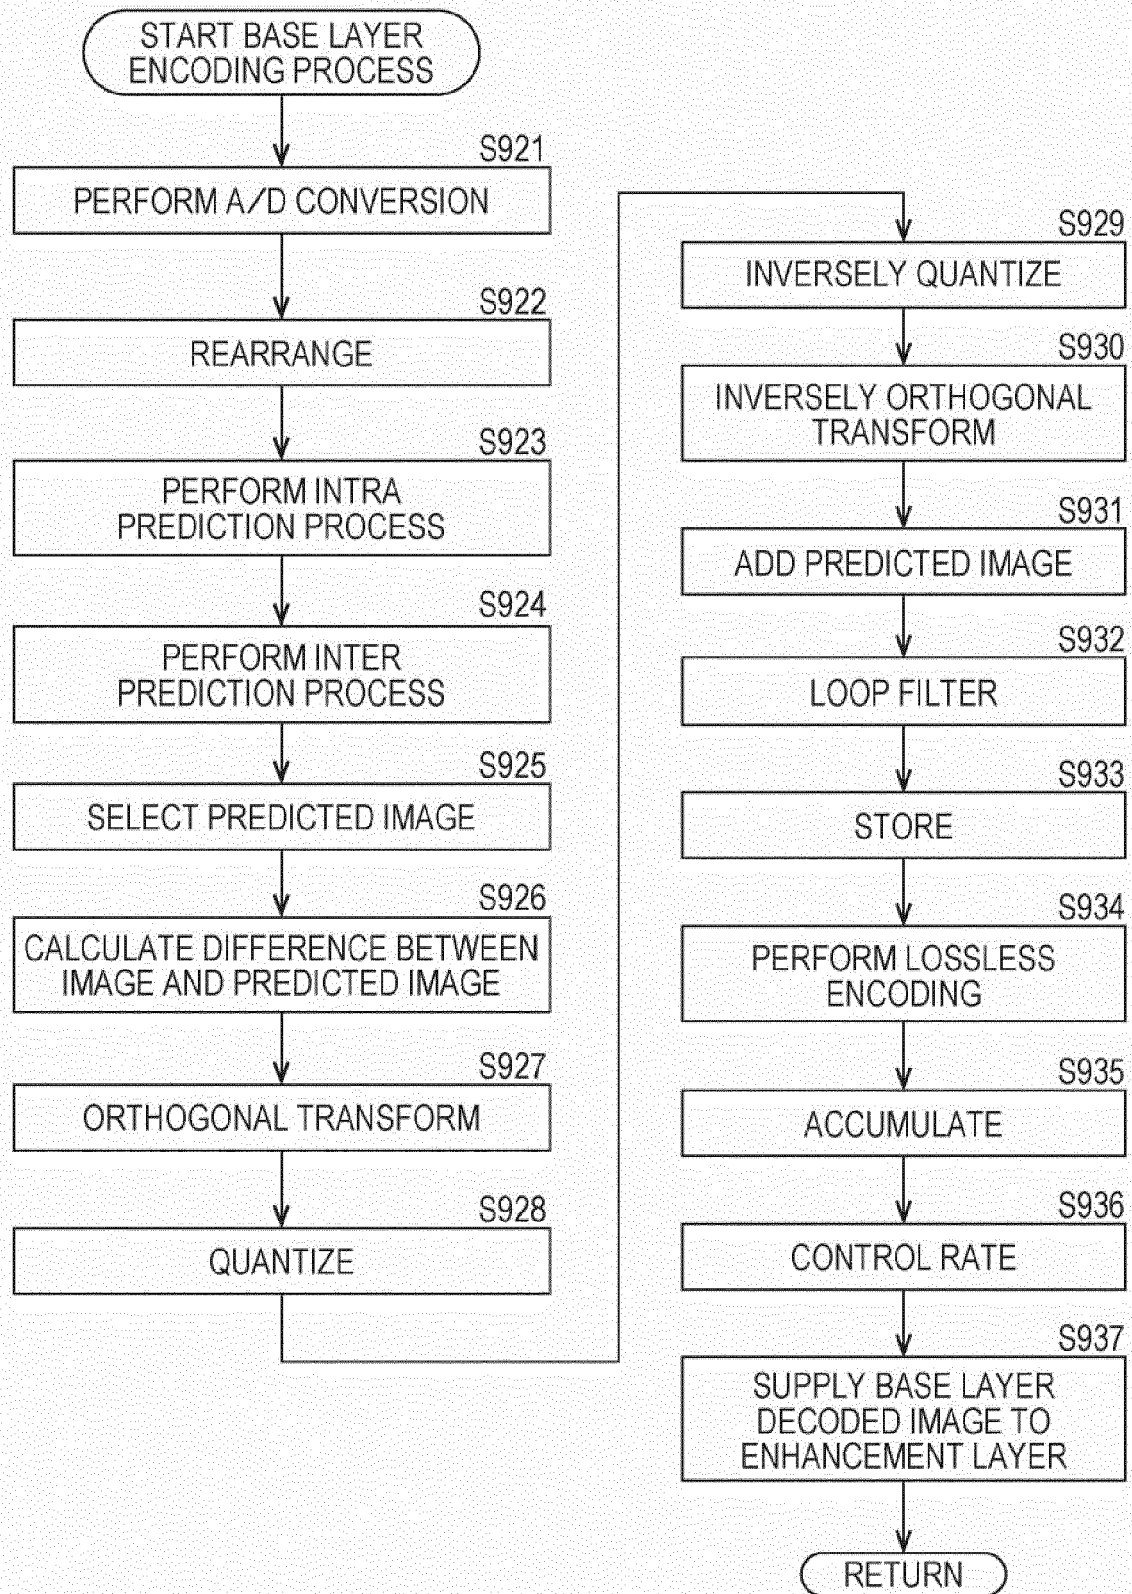 START BASE LAYER
ENCODING PROCESS
S921
PERFORM A/D CONVERSION
S922
REARRANGE
S923
PERFORM INTRA
PREDICTION PROCESS
S924
PERFORM INTER
PREDICTION PROCESS
S925
SELECT PREDICTED IMAGE
S926
CALCULATE DIFFERENCE BETWEEN
IMAGE AND PREDICTED IMAGE
S927
ORTHOGONAL TRANSFORM
S928
QUANTIZE
S929
INVERSELY QUANTIZE
S930
INVERSELY ORTHOGONAL
TRANSFORM
S931
ADD PREDICTED IMAGE
S932
LOOP FILTER
S933
STORE
S934
PERFORM LOSSLESS
ENCODING
S935
ACCUMULATE
S936
CONTROL RATE
S937
SUPPLY BASE LAYER
DECODED IMAGE TO
ENHANCEMENT LAYER
RETURN